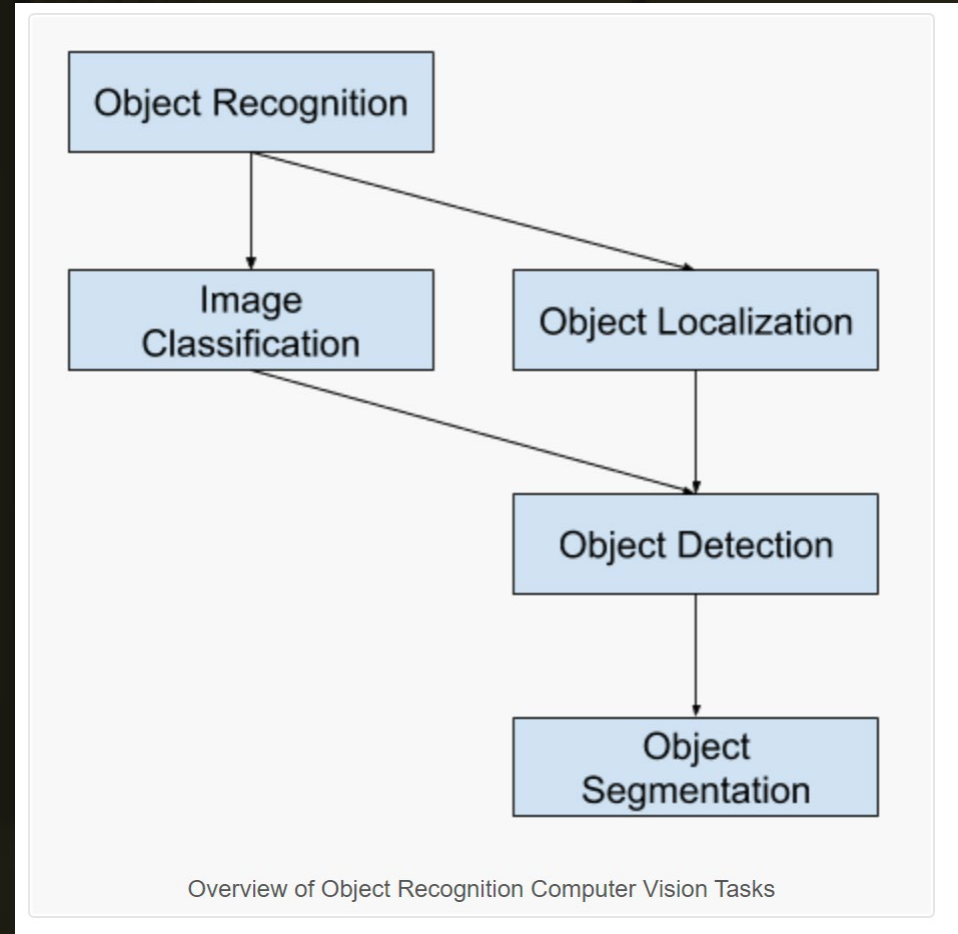 Object Recognition
Image
Classification
Object Localization
Object Detection
Object
Segmentation
Overview of Object Recognition Computer Vision Tasks